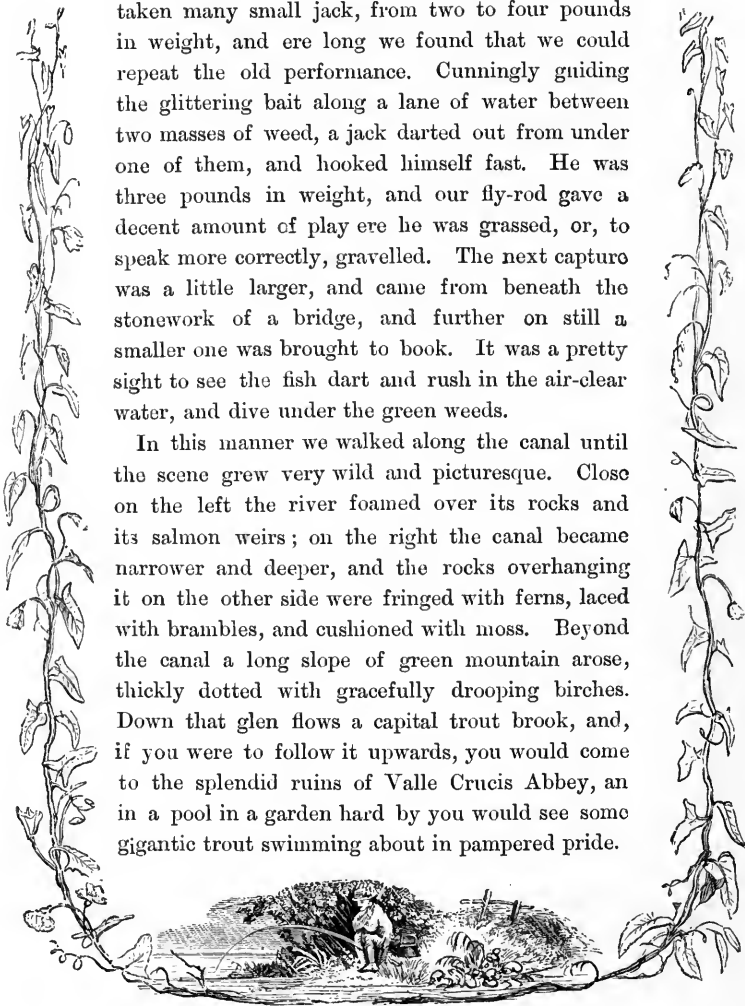 taken many small jack, from two to four pounds
in weight, and ere long we found that we could
repeat the old performance. Cunningly guiding
the glittering bait along a lane of water between
two masses of weed, a jack darted out from under
one of them, and hooked himself fast. He was
three pounds in weight, and our fly-rod gave a
decent amount of play ere he was grassed, or, to
speak more correctly, gravelled. The next capture
was a little larger, and came from beneath the
stonework of a bridge, and further on still a
smaller one was brought to book. It was a pretty
sight to see the fish dart and rush in the air-clear
water, and dive under the green weeds.
In this manner we walked along the canal until
the scene grew very wild and picturesque. Close
on the left the river foamed over its rocks and
its salmon weirs; on the right the canal became
narrower and deeper, and the rocks overhanging
it on the other side were fringed with ferns, laced
with brambles, and cushioned with moss. Beyond
the canal a long slope of green mountain arose,
thickly dotted with gracefully drooping birches.
Down that glen flows a capital trout brook, and,
if you were to follow it upwards, you would come
to the splendid ruins of Valle Crucis Abbey, an
in a pool in a garden hard by you would see some
gigantic trout swimming about in pampered pride.